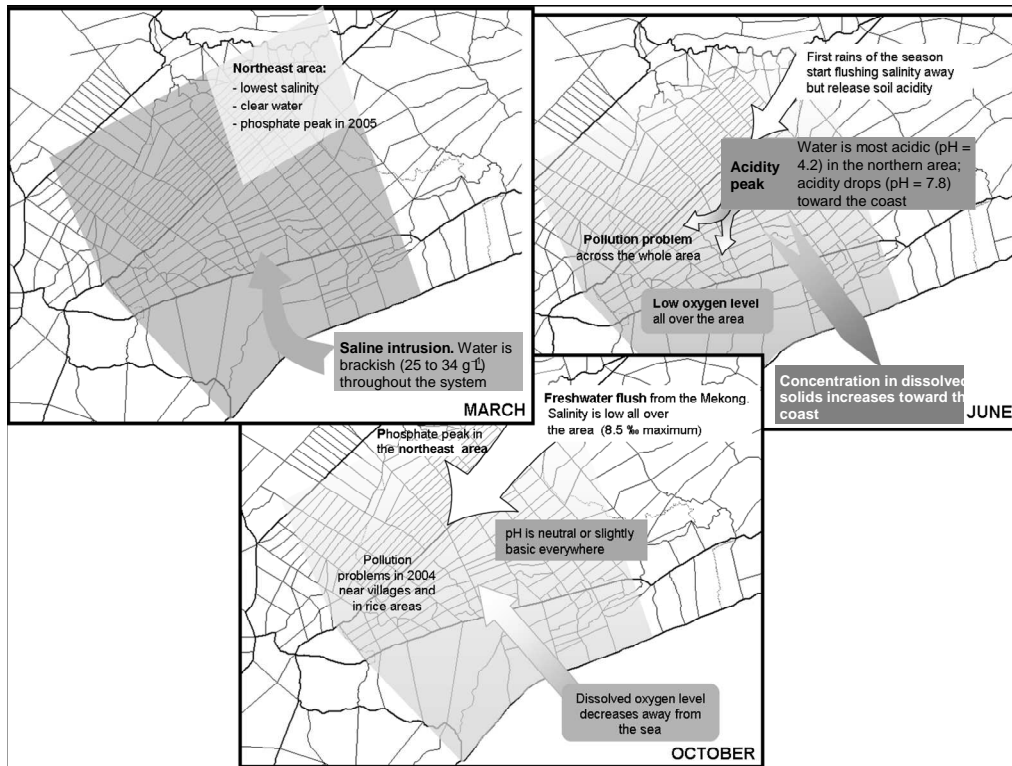 Northeast area:
- lowest salinity
- clear water
- phosphate peak in 2005
Saline intrusion. Water is
brackish (25 to 34 g⁻¹)
throughout the system
MARCH
First rains of the season
start flushing salinity away
but release soil acidity
Acidity
peak
Water is most acidic (pH =
4.2) in the northern area;
acidity drops (pH = 7.8)
toward the coast
Pollution problem
across the whole area
Low oxygen level
all over the area
Concentration in dissolved
solids increases toward th
coast
JUNE
Freshwater flush from the Mekong.
Salinity is low all over
the area (8.5 ‰ maximum)
Phosphate peak in
the northeast area
pH is neutral or slightly
basic everywhere
Pollution
problems in 2004
near villages and
in rice areas
Dissolved oxygen level
decreases away from
the sea
OCTOBER